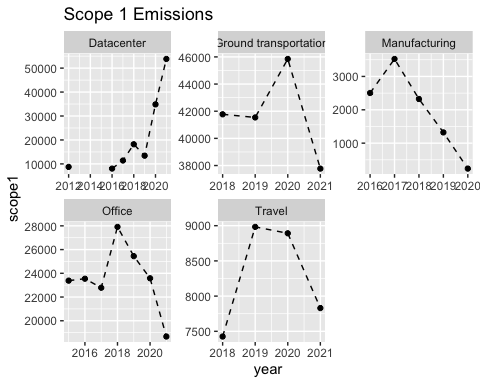 Scope 1 Emissions
Datacenter
Ground transportation
Manufacturing
50000
40000
30000
20000
10000
2012 2014 2016 2018 2020
46000
44000
42000
40000
38000
2018 2019 2020 2021
3000
2000
1000
2016 2017 2018 2019 2020
Office
Travel
28000
26000
24000
22000
20000
2016 2018 2020
9000
8500
8000
7500
2018 2019 2020 2021
scope1
year